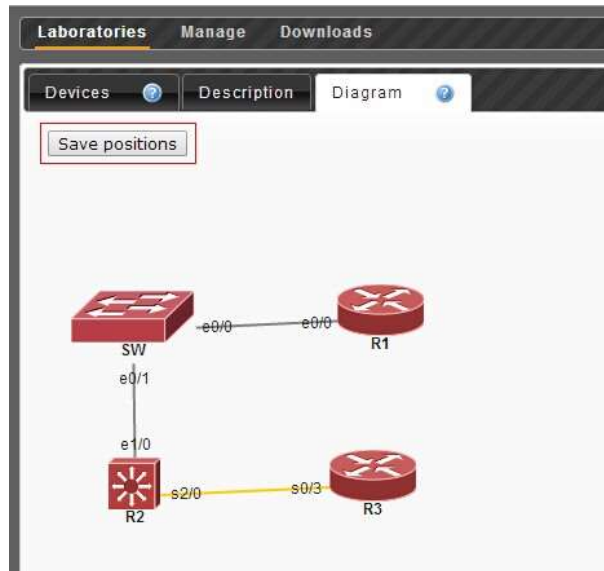 Laboratories Manage Downloads
Devices ? Description Diagram ?
Save positions
e0/0 e0/0
SW R1
e0/1
e1/0
s2/0 s0/3
R2 R3